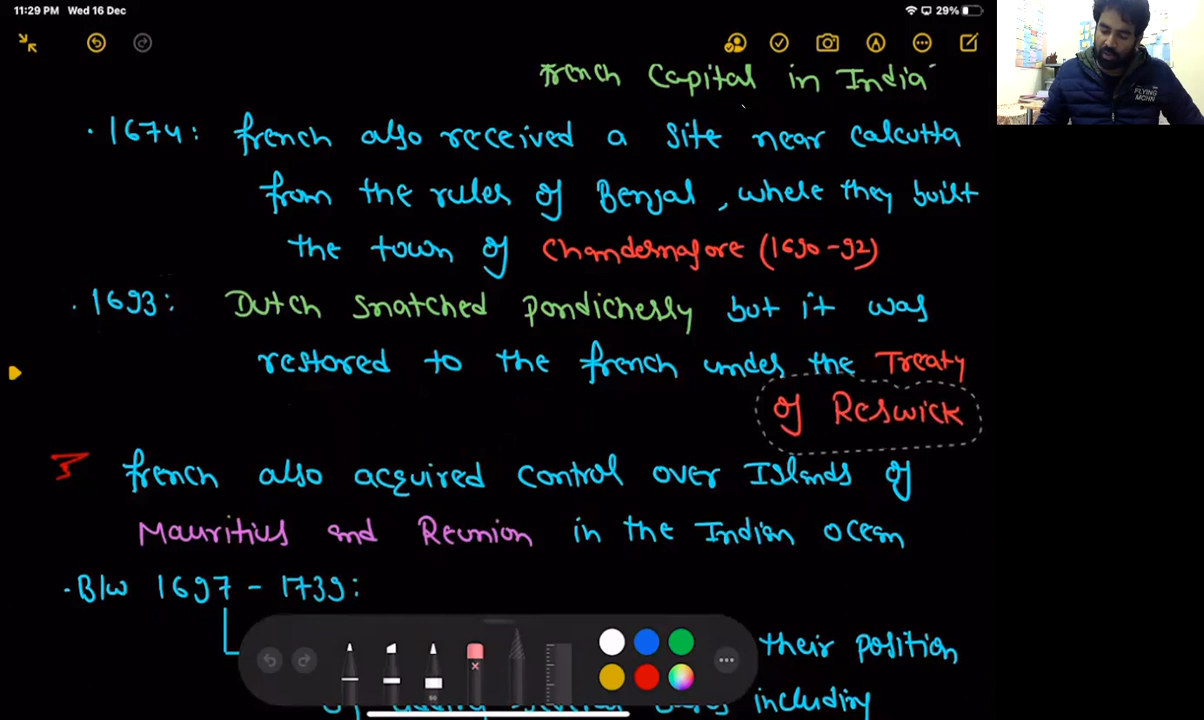 11:29 PM Wed 16 Dec
29%
french Capital in India
FLYING
MCHN
· 1674: french also received a site near calcutta
from the rules of Bengal, where they built
the town of Chandernagore (1690-92)
· 1693: Dutch snatched pondicherry but it was
restored to the french under the Treaty
of Reswick
french also acquired control over Islands of
Mauritius and Reunion in the Indian ocean
· B/w 1697 - 1739:
their position
including